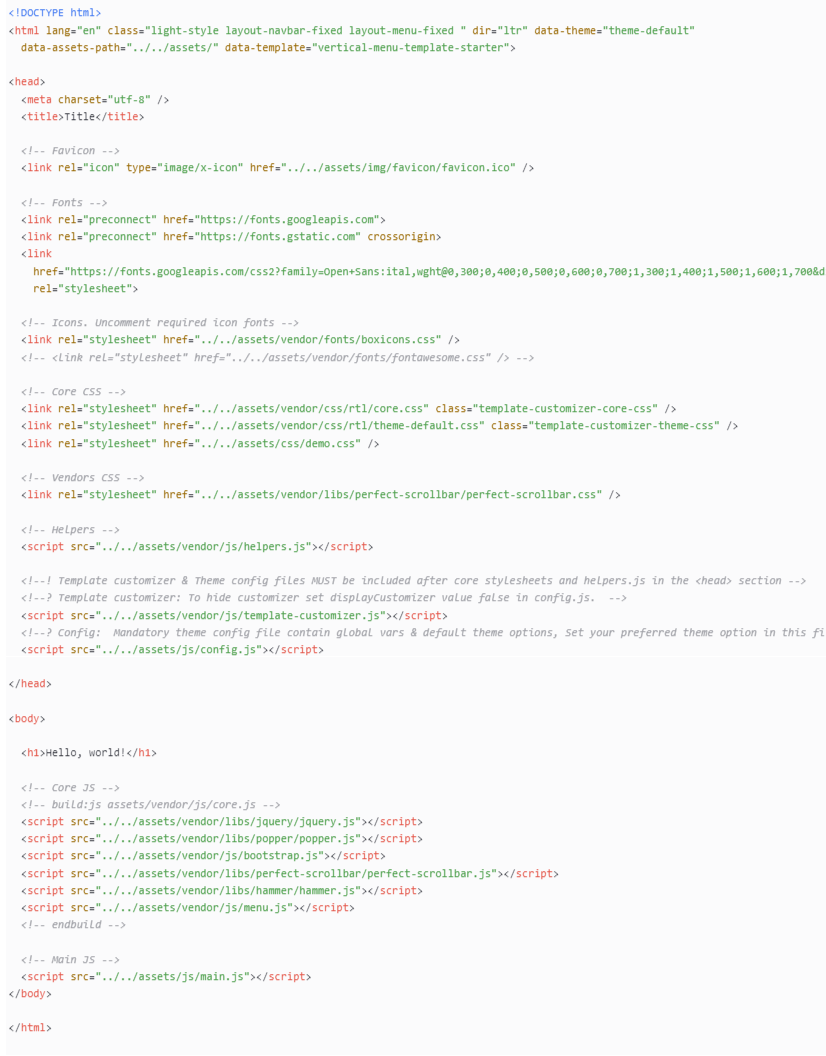 <!DOCTYPE html>
<html lang="en" class="light-style layout-navbar-fixed layout-menu-fixed " dir="ltr" data-theme="theme-default"
data-assets-path="../../assets/" data-template="vertical-menu-template-starter">
<head>
<meta charset="utf-8" />
<title>Title</title>
<!-- Favicon -->
<link rel="icon" type="image/x-icon" href="../../assets/img/favicon/favicon.ico" />
<!-- Fonts -->
<link rel="preconnect" href="https://fonts.googleapis.com">
<link rel="preconnect" href="https://fonts.gstatic.com" crossorigin>
<link
href="https://fonts.googleapis.com/css2?family=Open+Sans:ital,wght@0,300;0,400;0,500;0,600;0,700;1,300;1,400;1,500;1,600;1,700&d
rel="stylesheet">
<!-- Icons. Uncomment required icon fonts -->
<link rel="stylesheet" href="../../assets/vendor/fonts/boxicons.css" />
<!-- <link rel="stylesheet" href="../../assets/vendor/fonts/fontawesome.css" /> -->
<!-- Core CSS -->
<link rel="stylesheet" href="../../assets/vendor/css/rtl/core.css" class="template-customizer-core-css" />
<link rel="stylesheet" href="../../assets/vendor/css/rtl/theme-default.css" class="template-customizer-theme-css" />
<link rel="stylesheet" href="../../assets/css/demo.css" />
<!-- Vendors CSS -->
<link rel="stylesheet" href="../../assets/vendor/libs/perfect-scrollbar/perfect-scrollbar.css" />
<!-- Helpers -->
<script src="../../assets/vendor/js/helpers.js"></script>
<!--! Template customizer & Theme config files MUST be included after core stylesheets and helpers.js in the <head> section -->
<!--? Template customizer: To hide customizer set displayCustomizer value false in config.js.  -->
<script src="../../assets/vendor/js/template-customizer.js"></script>
<!--? Config:  Mandatory theme config file contain global vars & default theme options, Set your preferred theme option in this fi
<script src="../../assets/js/config.js"></script>
</head>
<body>
<h1>Hello, world!</h1>
<!-- Core JS -->
<!-- build:js assets/vendor/js/core.js -->
<script src="../../assets/vendor/libs/jquery/jquery.js"></script>
<script src="../../assets/vendor/libs/popper/popper.js"></script>
<script src="../../assets/vendor/js/bootstrap.js"></script>
<script src="../../assets/vendor/libs/perfect-scrollbar/perfect-scrollbar.js"></script>
<script src="../../assets/vendor/libs/hammer/hammer.js"></script>
<script src="../../assets/vendor/js/menu.js"></script>
<!-- endbuild -->
<!-- Main JS -->
<script src="../../assets/js/main.js"></script>
</body>
</html>